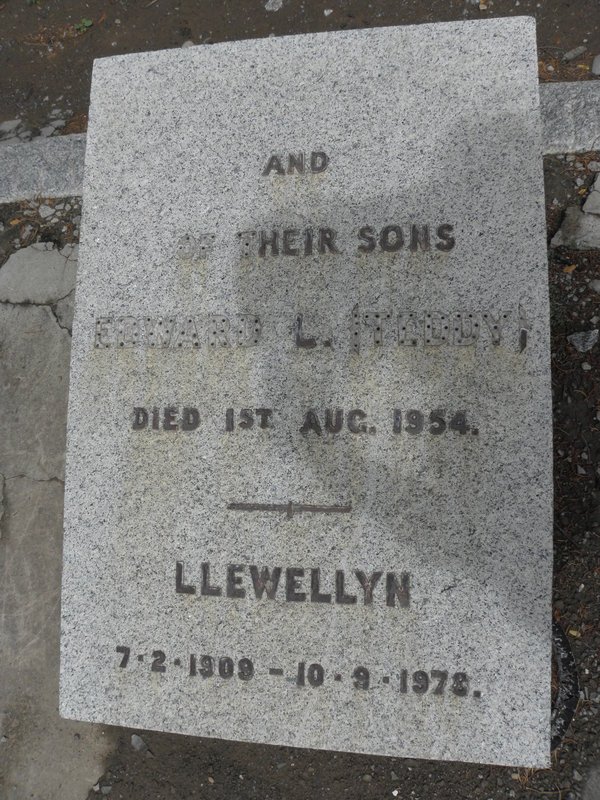 AND
OF THEIR SONS
EDWARD L. (TEDDY)
DIED 1ST AUG. 1954.
LLEWELLYN
7·2·1909 – 10·9·1978.